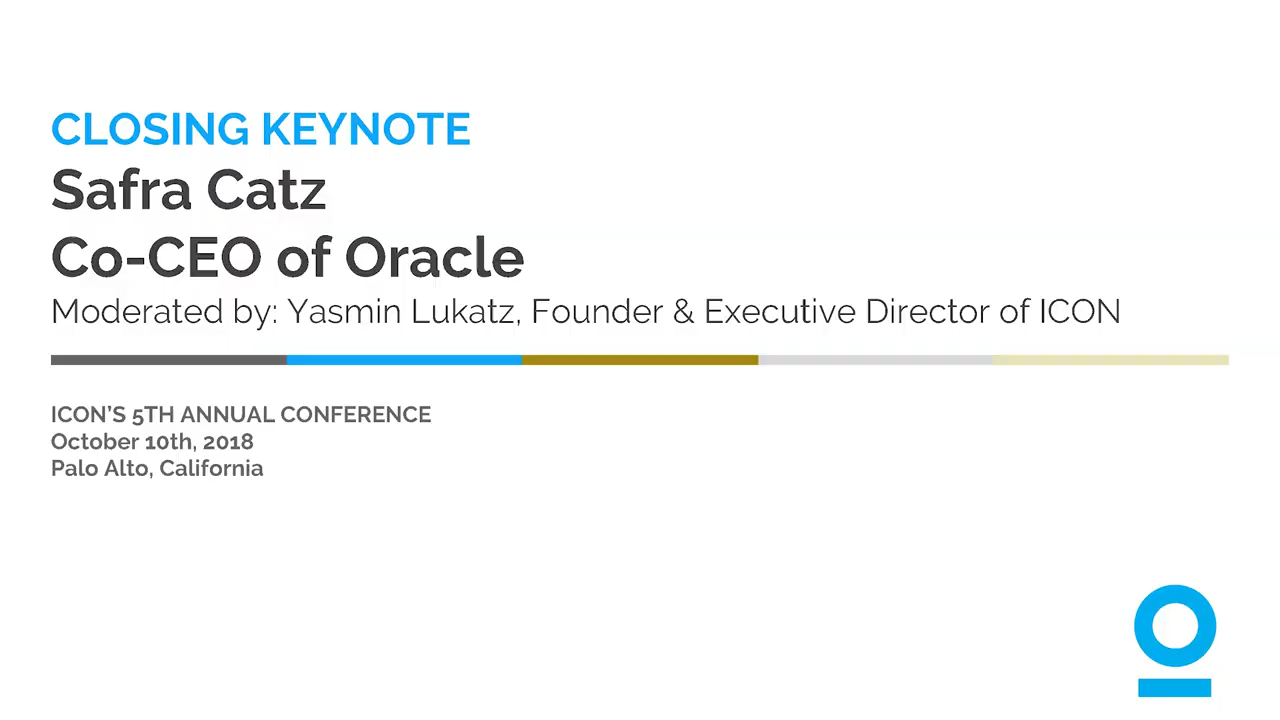 CLOSING KEYNOTE
Safra Catz
Co-CEO of Oracle
Moderated by: Yasmin Lukatz, Founder & Executive Director of ICON
ICON’S 5TH ANNUAL CONFERENCE
October 10th, 2018
Palo Alto, California